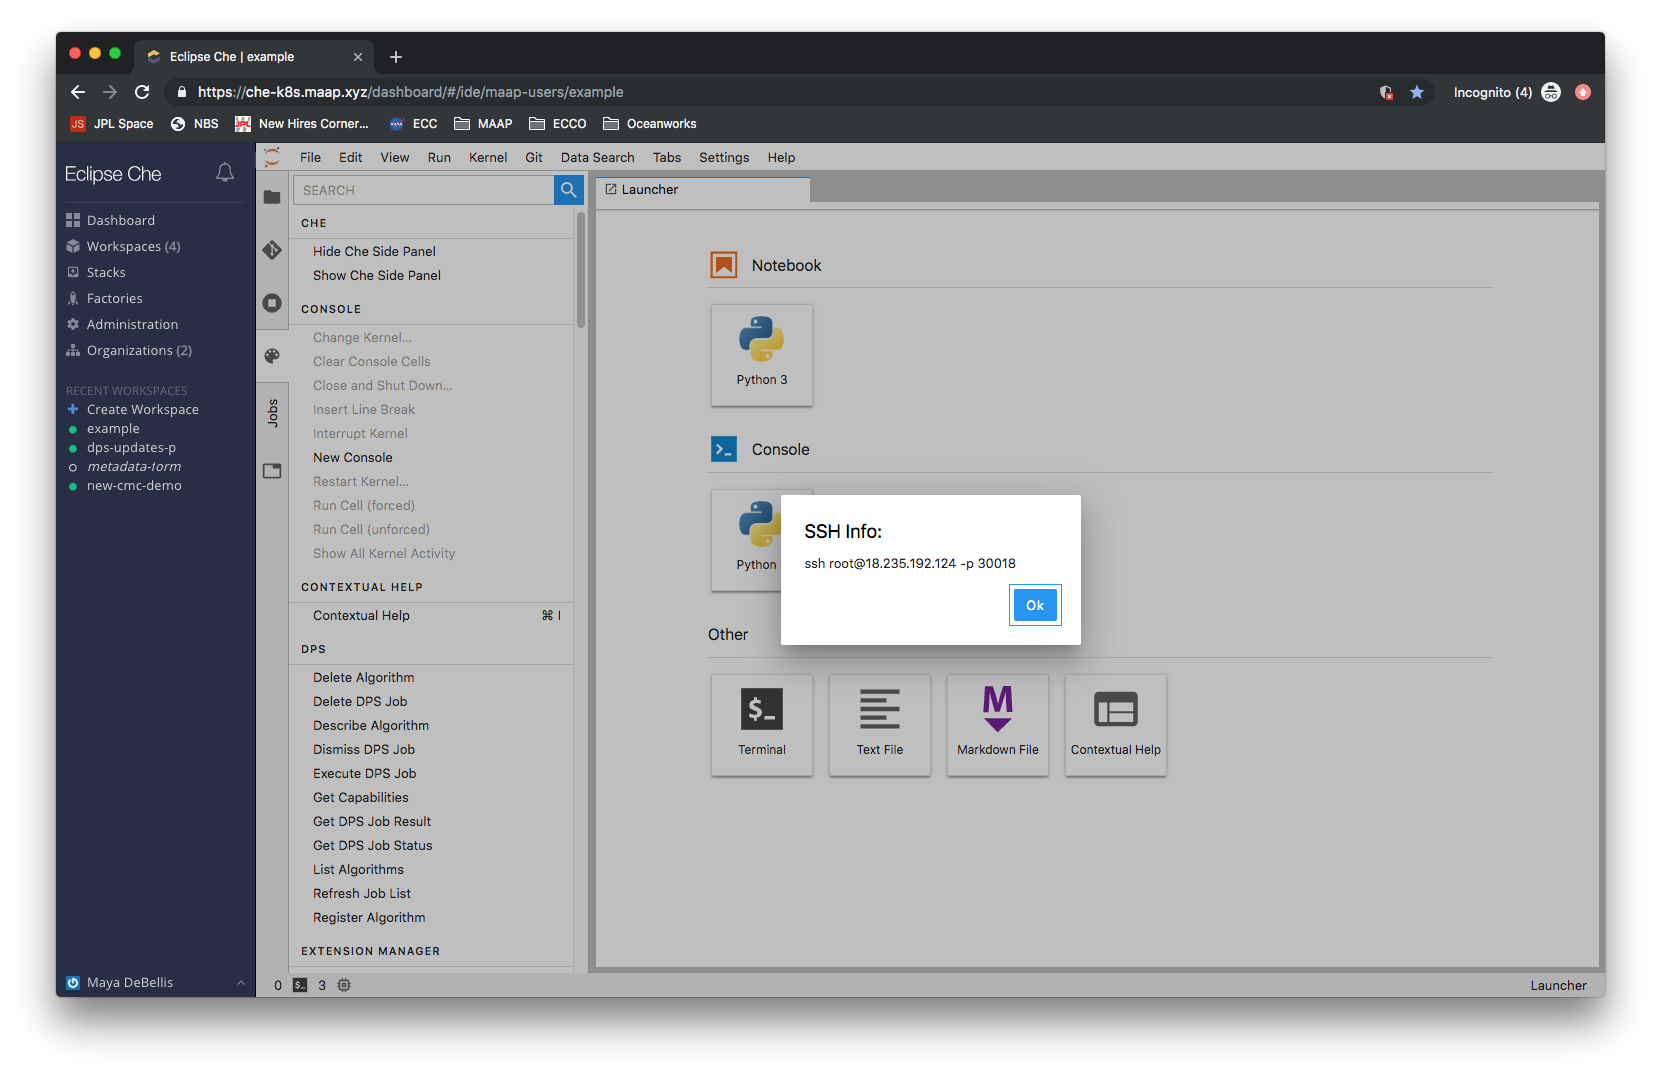 Eclipse Che | example
https://che-k8s.maap.xyz/dashboard/#/ide/maap-users/example
Incognito (4)
JS JPL Space NBS JPL New Hires Corner... NASA ECC MAAP ECCO Oceanworks
Eclipse Che
Dashboard
Workspaces (4)
Stacks
Factories
Administration
Organizations (2)
RECENT WORKSPACES
Create Workspace
example
dps-updates-p
metadata-form
new-cmc-demo
Maya DeBellis
File Edit View Run Kernel Git Data Search Tabs Settings Help
Jobs
SEARCH
CHE
Hide Che Side Panel
Show Che Side Panel
CONSOLE
Change Kernel...
Clear Console Cells
Close and Shut Down...
Insert Line Break
Interrupt Kernel
New Console
Restart Kernel...
Run Cell (forced)
Run Cell (unforced)
Show All Kernel Activity
CONTEXTUAL HELP
Contextual Help ⌘ I
DPS
Delete Algorithm
Delete DPS Job
Describe Algorithm
Dismiss DPS Job
Execute DPS Job
Get Capabilities
Get DPS Job Result
Get DPS Job Status
List Algorithms
Refresh Job List
Register Algorithm
EXTENSION MANAGER
Launcher
Notebook
Python 3
Console
Python
SSH Info:
ssh root@18.235.192.124 -p 30018
Ok
Other
$_
Terminal
Text File
M
Markdown File
Contextual Help
0 $_ 3
Launcher